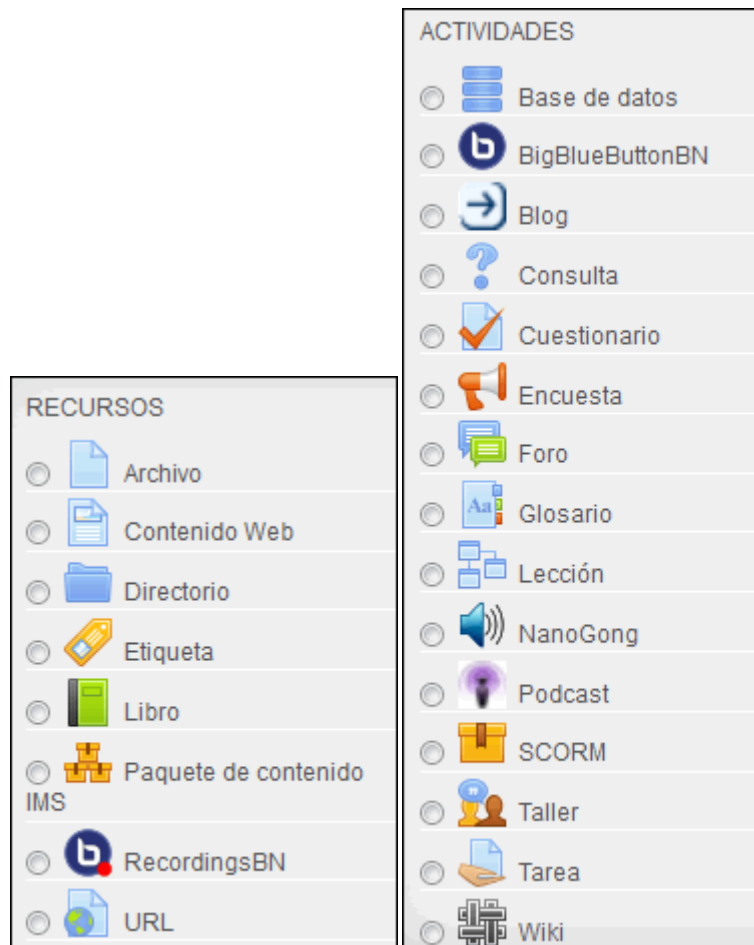 RECURSOS
Archivo
Contenido Web
Directorio
Etiqueta
Libro
Paquete de contenido
IMS
RecordingsBN
URL
ACTIVIDADES
Base de datos
BigBlueButtonBN
Blog
Consulta
Cuestionario
Encuesta
Foro
Aa
Glosario
Lección
NanoGong
Podcast
SCORM
Taller
Tarea
Wiki